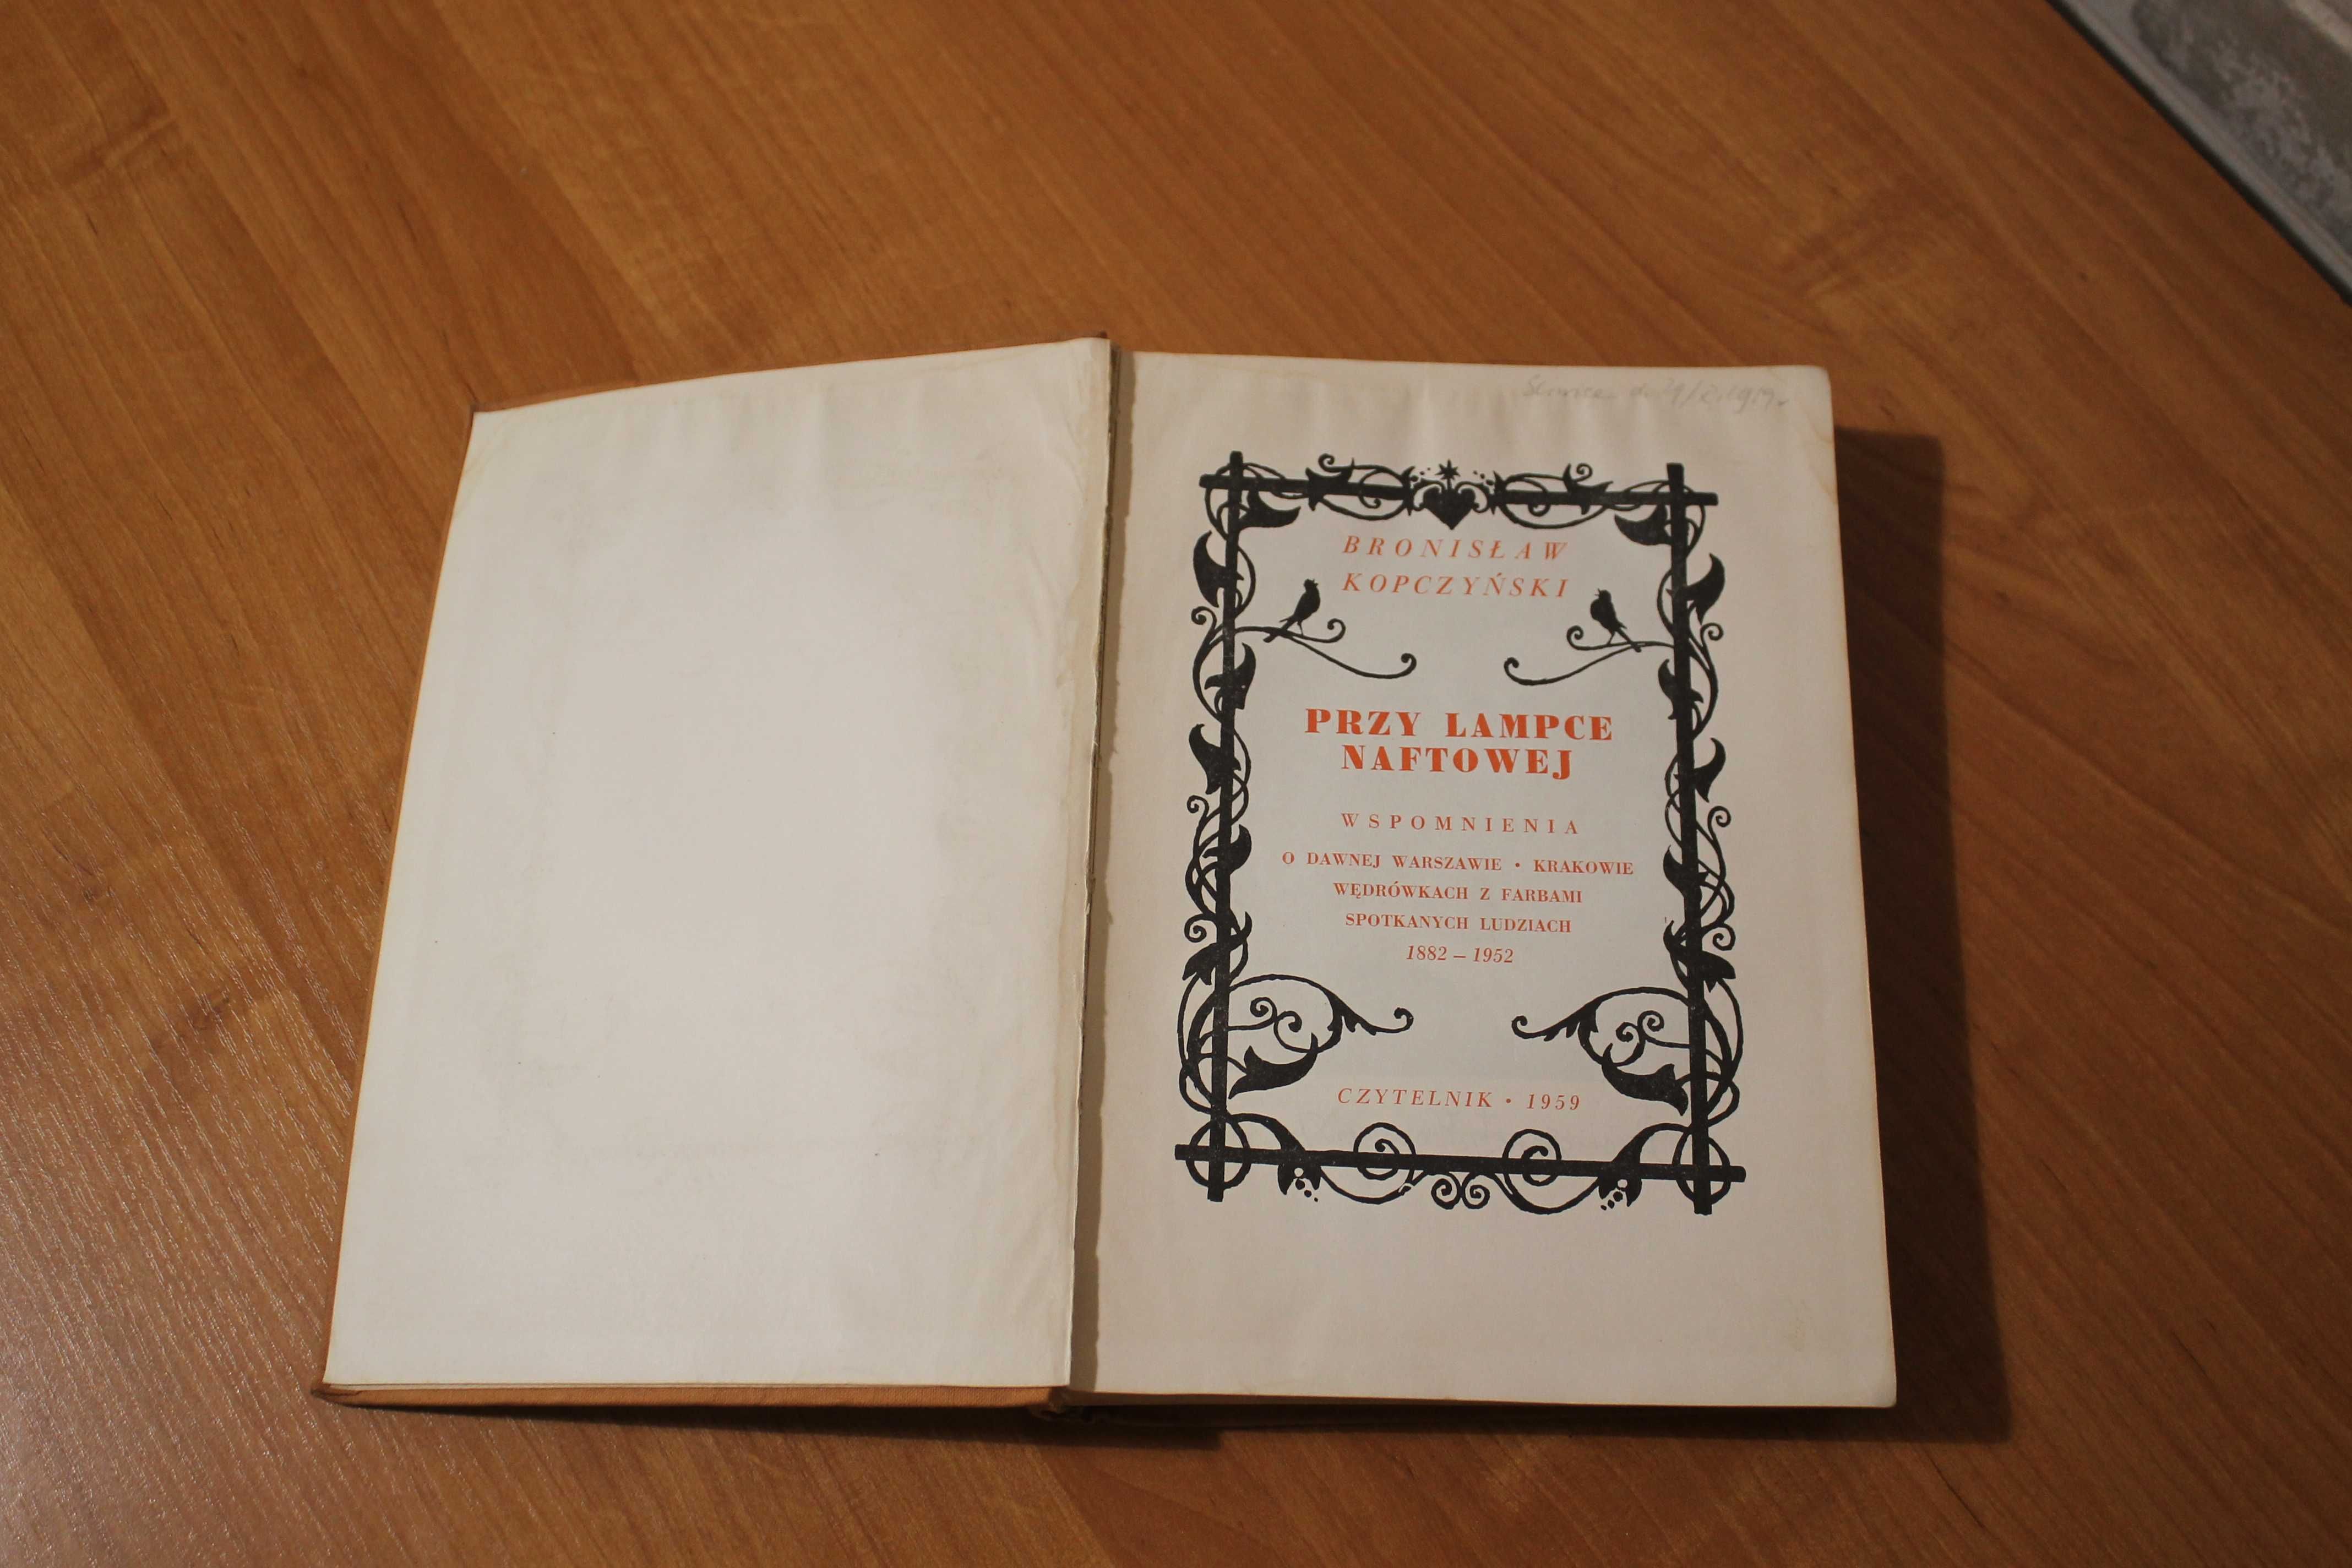 BRONISŁAW
KOPCZYŃSKI
PRZY LAMPCE
NAFTOWEJ
WSPOMNIENIA
O DAWNEJ WARSZAWIE • KRAKOWIE
WĘDRÓWKACH Z FARBAMI
SPOTKANYCH LUDZIACH
1882 – 1952
CZYTELNIK • 1959